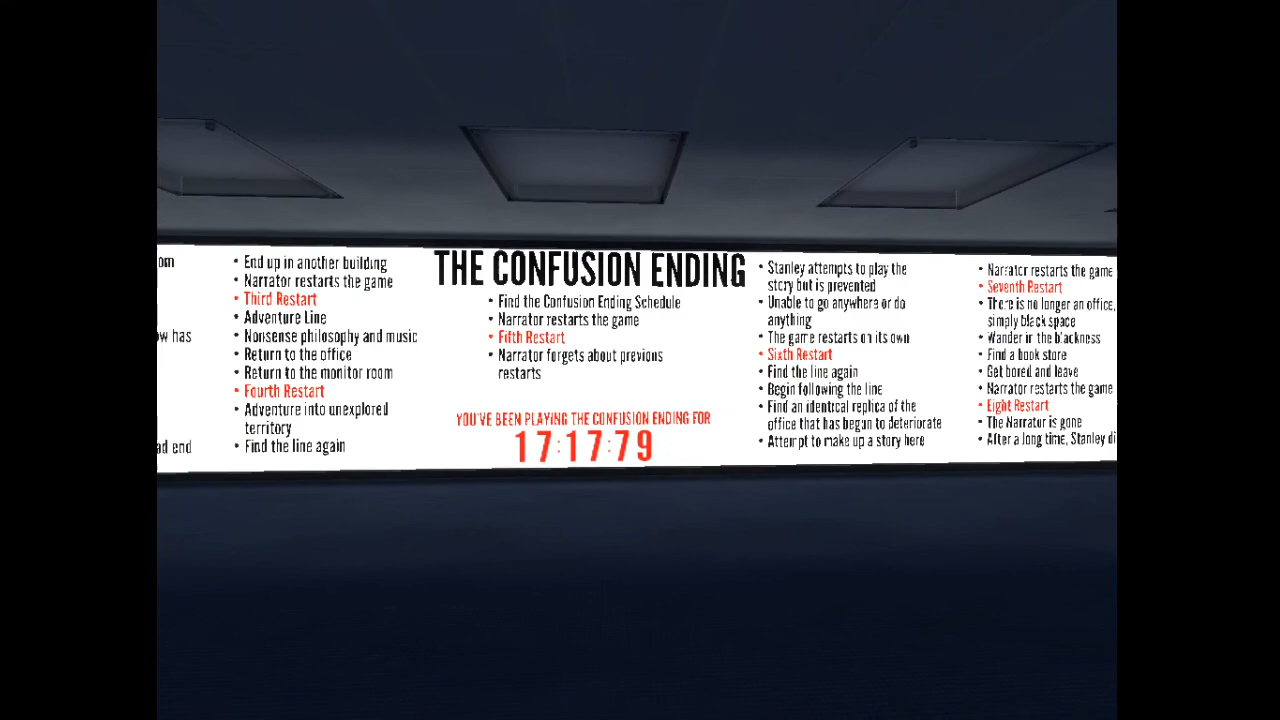 om
ow has
ad end
• End up in another building
• Narrator restarts the game
• Third Restart
• Adventure Line
• Nonsense philosophy and music
• Return to the office
• Return to the monitor room
• Fourth Restart
• Adventure into unexplored
territory
• Find the line again
THE CONFUSION ENDING
• Find the Confusion Ending Schedule
• Narrator restarts the game
• Fifth Restart
• Narrator forgets about previous
restarts
YOU'VE BEEN PLAYING THE CONFUSION ENDING FOR
17:17:79
• Stanley attempts to play the
story but is prevented
• Unable to go anywhere or do
anything
• The game restarts on its own
• Sixth Restart
• Find the line again
• Begin following the line
• Find an identical replica of the
office that has begun to deteriorate
• Attempt to make up a story here
• Narrator restarts the game
• Seventh Restart
• There is no longer an office,
simply black space
• Wander in the blackness
• Find a book store
• Get bored and leave
• Narrator restarts the game
• Eight Restart
• The Narrator is gone
• After a long time, Stanley di